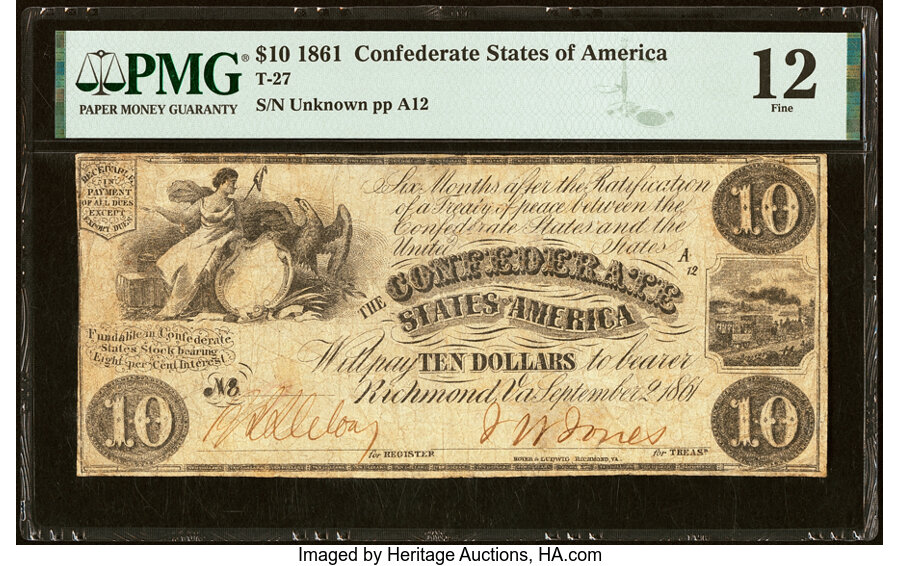 PMG®
PAPER MONEY GUARANTY
$10 1861 Confederate States of America
T-27
S/N Unknown pp A12
12
Fine
RECEIVABLE
IN
PAYMENT
OF ALL DUES
EXCEPT
EXPORT DUES
Six Months after the Ratification
of a Treaty of peace between the
Confederate States and the
United States
A
12
10
THE CONFEDERATE
STATES OF AMERICA
Fundable in Confederate
States Stock bearing
Eight per Cent Interest
Will pay TEN DOLLARS to bearer
Richmond, Va September 2 1861
No
10
J W Jones
10
for REGISTER
HOYER & LUDWIG RICHMOND, VA.
for TREASR
Imaged by Heritage Auctions, HA.com